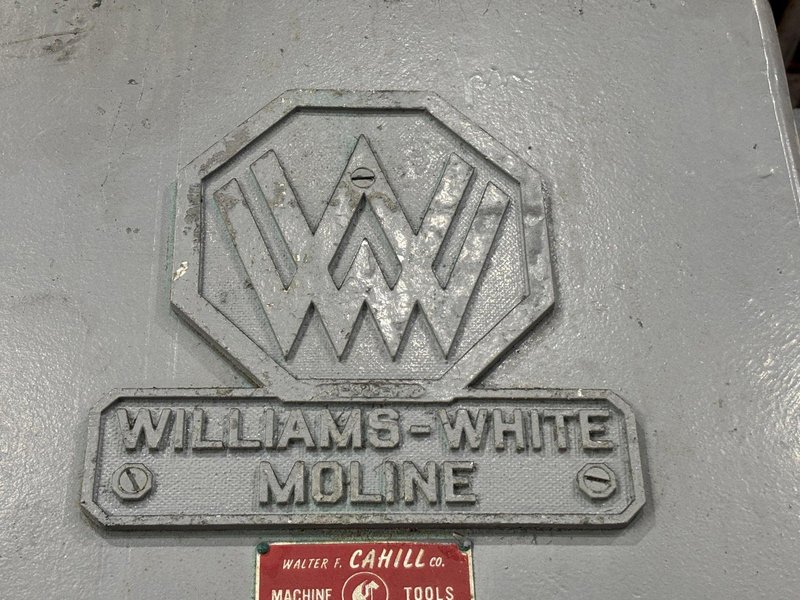 WILLIAMS-WHITE
MOLINE
WALTER F. CAHILL CO.
MACHINE TOOLS